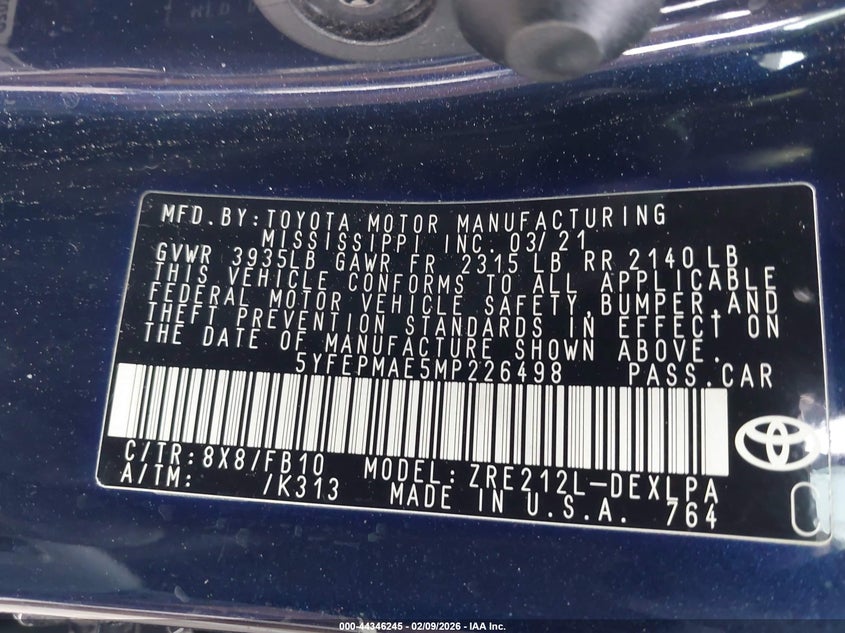 MFD.BY:TOYOTA MOTOR MANUFACTURING
MISSISSIPPI INC. 03/21
GVWR 3935LB GAWR FR 2315 LB RR 2140LB
THIS VEHICLE CONFORMS TO ALL APPLICABLE
FEDERAL MOTOR VEHICLE SAFETY,BUMPER,AND
THEFT PREVENTION STANDARDS IN EFFECT ON
THE DATE OF MANUFACTURE SHOWN ABOVE.
5YFEPMAE5MP226498 PASS.CAR
C/TR:8X8/FB10 MODEL:ZRE212L-DEXLPA
A/TM: /K313 MADE IN U.S.A. 764
000-44346245 - 02/09/2026 - IAA Inc.